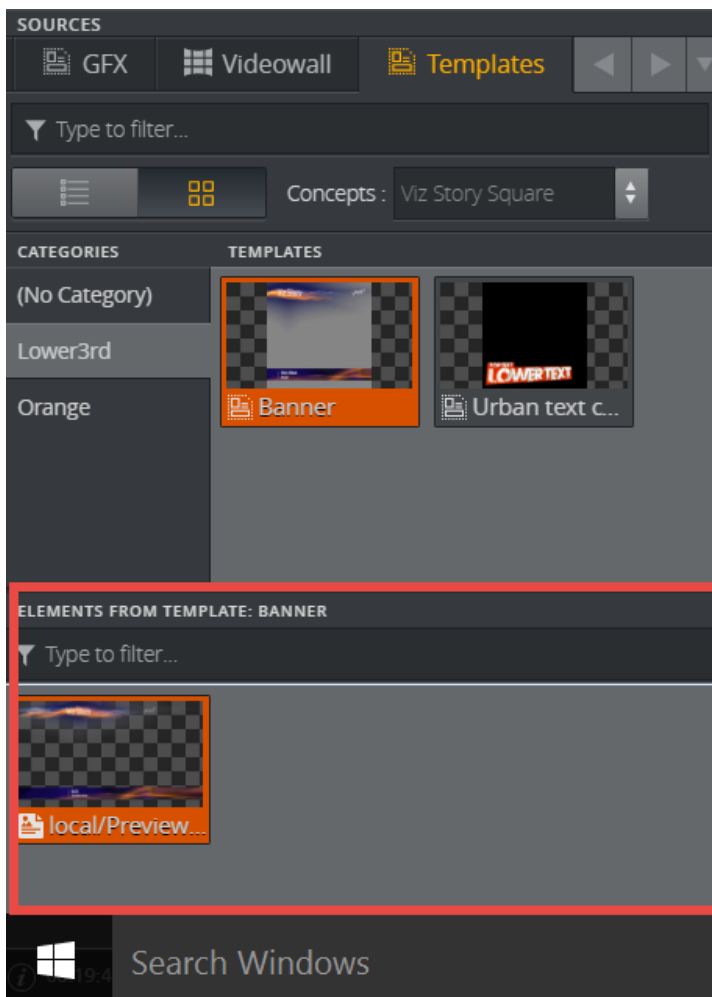 SOURCES
GFX Videowall Templates
Type to filter...
Concepts : Viz Story Square
CATEGORIES TEMPLATES
(No Category)
Lower3rd
Orange
LOWER TEXT
Banner Urban text c...
ELEMENTS FROM TEMPLATE: BANNER
Type to filter...
local/Preview...
Search Windows